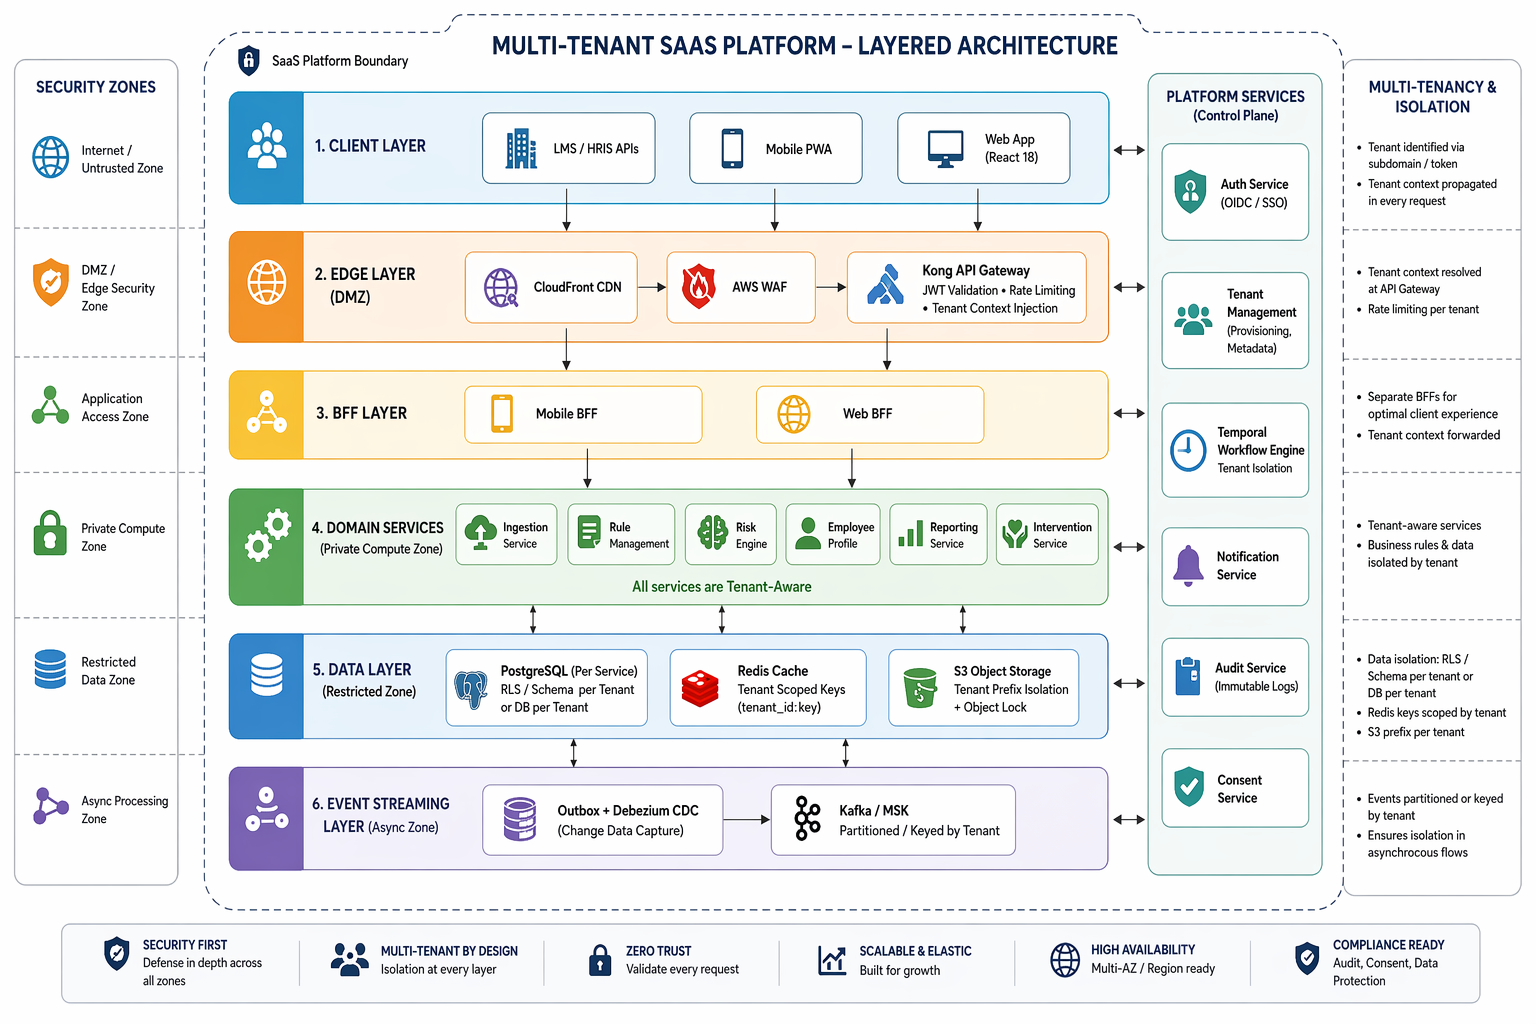 MULTI-TENANT SAAS PLATFORM – LAYERED ARCHITECTURE
SaaS Platform Boundary
SECURITY ZONES
Internet /
Untrusted Zone
DMZ /
Edge Security
Zone
Application
Access Zone
Private Compute
Zone
Restricted
Data Zone
Async Processing
Zone
1. CLIENT LAYER
LMS / HRIS APIs
Mobile PWA
Web App
(React 18)
2. EDGE LAYER
(DMZ)
CloudFront CDN
AWS WAF
Kong API Gateway
JWT Validation • Rate Limiting
• Tenant Context Injection
3. BFF LAYER
Mobile BFF
Web BFF
4. DOMAIN SERVICES
(Private Compute Zone)
Ingestion
Service
Rule
Management
Risk
Engine
Employee
Profile
Reporting
Service
Intervention
Service
All services are Tenant-Aware
5. DATA LAYER
(Restricted Zone)
PostgreSQL (Per Service)
RLS / Schema per Tenant
or DB per Tenant
Redis Cache
Tenant Scoped Keys
(tenant_id:key)
S3 Object Storage
Tenant Prefix Isolation
+ Object Lock
6. EVENT STREAMING
LAYER (Async Zone)
Outbox + Debezium CDC
(Change Data Capture)
Kafka / MSK
Partitioned / Keyed by Tenant
PLATFORM SERVICES
(Control Plane)
Auth Service
(OIDC / SSO)
Tenant
Management
(Provisioning,
Metadata)
Temporal
Workflow Engine
Tenant Isolation
Notification
Service
Audit Service
(Immutable Logs)
Consent
Service
MULTI-TENANCY &
ISOLATION
• Tenant identified via
subdomain / token
• Tenant context propagated
in every request
• Tenant context resolved
at API Gateway
• Rate limiting per tenant
• Separate BFFs for
optimal client experience
• Tenant context forwarded
• Tenant-aware services
• Business rules & data
isolated by tenant
• Data isolation: RLS /
Schema per tenant or
DB per tenant
• Redis keys scoped by tenant
• S3 prefix per tenant
• Events partitioned or keyed
by tenant
• Ensures isolation in
asynchrocous flows
SECURITY FIRST
Defense in depth across
all zones
MULTI-TENANT BY DESIGN
Isolation at every layer
ZERO TRUST
Validate every request
SCALABLE & ELASTIC
Built for growth
HIGH AVAILABILITY
Multi-AZ / Region ready
COMPLIANCE READY
Audit, Consent, Data
Protection